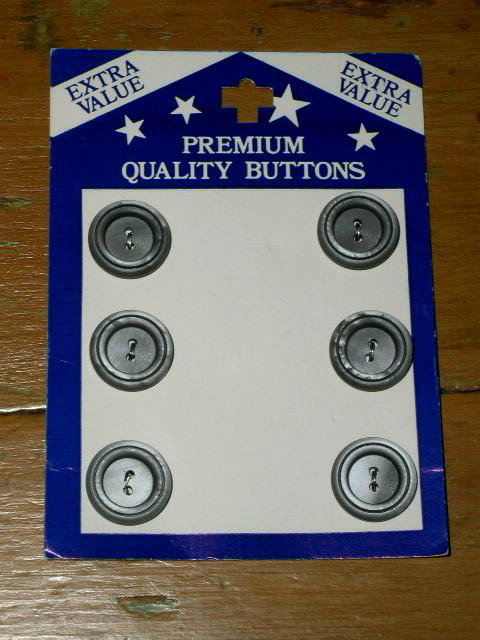 EXTRA
VALUE
EXTRA
VALUE
PREMIUM
QUALITY BUTTONS